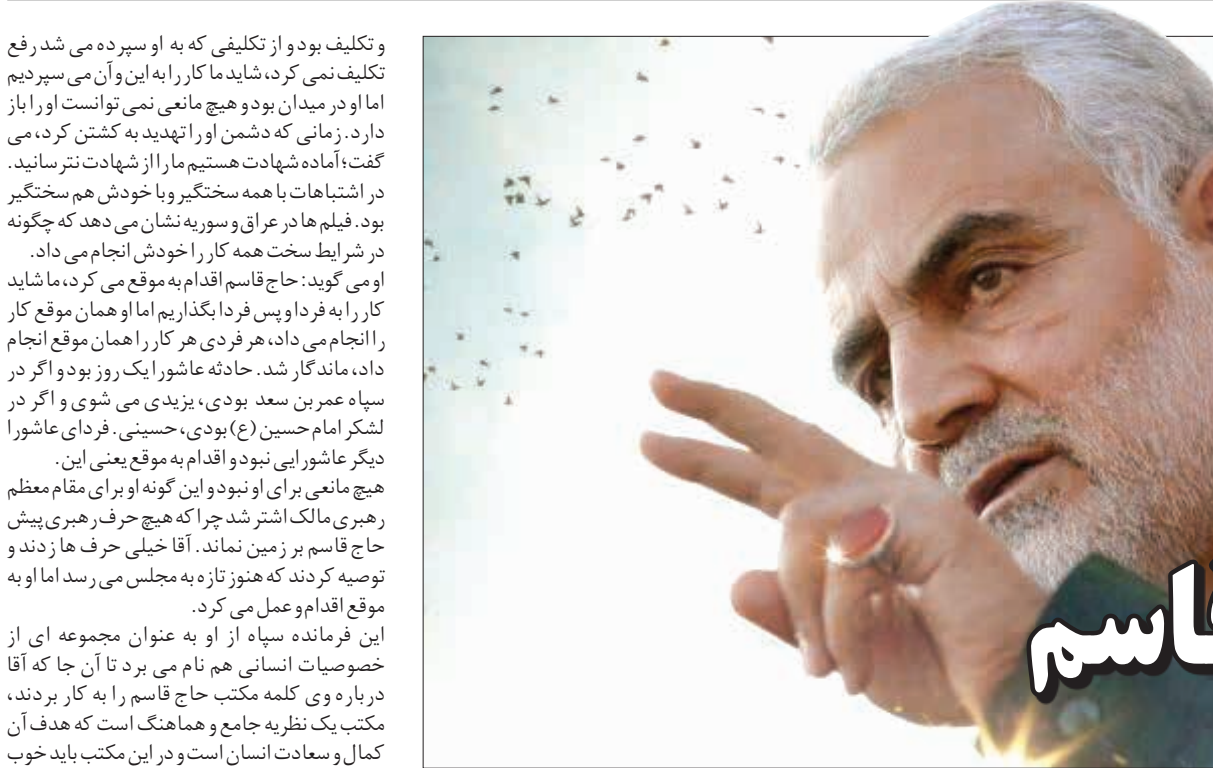 و تکلیف بود و از تکلیفی که به او سپرده می شد رفع
تکلیف نمی کرد، شاید ما کار را به این و آن می سپردیم
اما او در میدان بود و هیچ مانعی نمی توانست او را باز
دارد. زمانی که دشمن او را تهدید به کشتن کرد، می
گفت؛ آماده شهادت هستیم ما را از شهادت نترسانید.
در اشتباهات با همه سختگیر وبا خودش هم سختگیر
بود. فیلم ها در عراق و سوریه نشان می دهد که چگونه
در شرایط سخت همه کار را خودش انجام می داد.
او می گوید: حاج قاسم اقدام به موقع می کرد، ما شاید
کار را به فردا و پس فردا بگذاریم اما او همان موقع کار
را انجام می داد، هر فردی هر کار را همان موقع انجام
داد، ماندگار شد. حادثه عاشورا یک روز بود و اگر در
سپاه عمربن سعد بودی، یزیدی می شوی و اگر در
لشکر امام حسین (ع) بودی، حسینی. فردای عاشورا
دیگر عاشورایی نبود و اقدام به موقع یعنی این.
هیچ مانعی برای او نبود و این گونه او برای مقام معظم
رهبری مالک اشتر شد چرا که هیچ حرف رهبری پیش
حاج قاسم بر زمین نماند. آقا خیلی حرف ها زدند و
توصیه کردند که هنوز تازه به مجلس می رسد اما او به
موقع اقدام و عمل می کرد.
این فرمانده سپاه از او به عنوان مجموعه ای از
خصوصیات انسانی هم نام می برد تا آن جا که آقا
درباره وی کلمه مکتب حاج قاسم را به کار بردند،
مکتب یک نظریه جامع و هماهنگ است که هدف آن
کمال و سعادت انسان است و در این مکتب باید خوب
قاسم